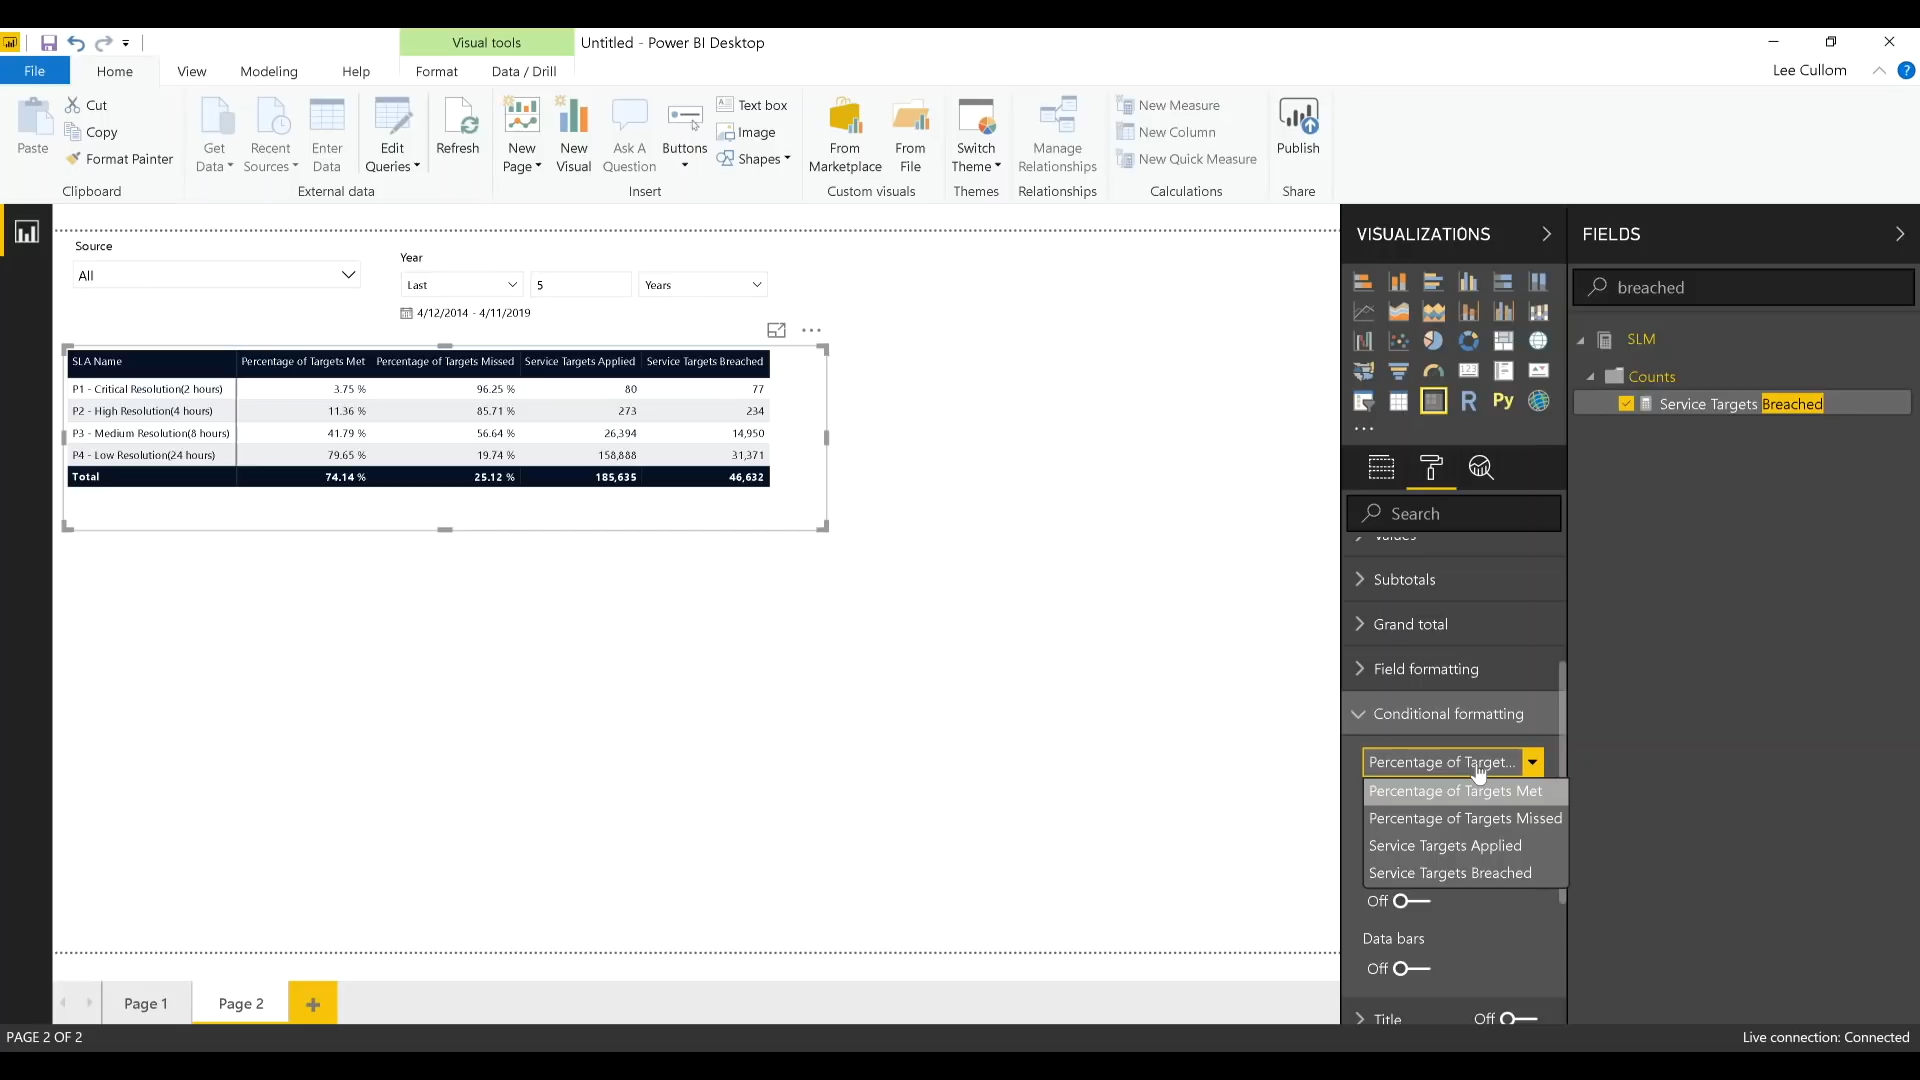 Visual tools
Untitled - Power BI Desktop
File
Home
View
Modeling
Help
Format
Data / Drill
Lee Cullom
?
Paste
Cut
Copy
Format Painter
Clipboard
Get Data
Recent Sources
Enter Data
External data
Edit Queries
Refresh
New Page
New Visual
Ask A Question
Buttons
Text box
Image
Shapes
Insert
From Marketplace
From File
Custom visuals
Switch Theme
Themes
Manage Relationships
Relationships
New Measure
New Column
New Quick Measure
Calculations
Publish
Share
Source
All
Year
Last 5 Years
4/12/2014 - 4/11/2019
SLA Name Percentage of Targets Met Percentage of Targets Missed Service Targets Applied Service Targets Breached
P1 - Critical Resolution(2 hours) 3.75 % 96.25 % 80 77
P2 - High Resolution(4 hours) 11.36 % 85.71 % 273 234
P3 - Medium Resolution(8 hours) 41.79 % 56.64 % 26,394 14,950
P4 - Low Resolution(24 hours) 79.65 % 19.74 % 158,888 31,371
Total 74.14 % 25.12 % 185,635 46,632
VISUALIZATIONS
123
R
Py
Search
Values
Subtotals
Grand total
Field formatting
Conditional formatting
Percentage of Target...
Percentage of Targets Met
Percentage of Targets Missed
Service Targets Applied
Service Targets Breached
Off
Data bars
Off
Title Off
FIELDS
breached
SLM
Counts
Service Targets Breached
Page 1
Page 2
PAGE 2 OF 2
Live connection: Connected